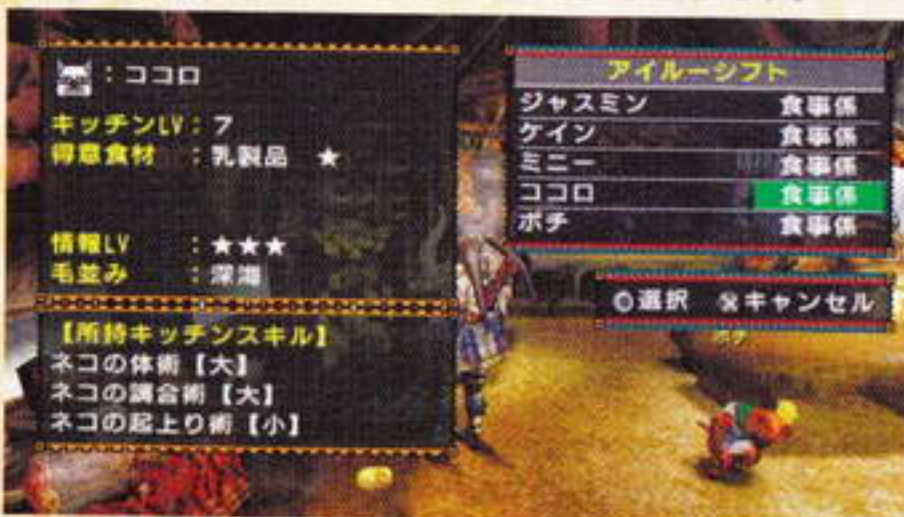 ：ココロ
キッチンLV：7
得意食材　：乳製品　★
情報LV　　：★★★
毛並み　　：深海
【所持キッチンスキル】
ネコの体術【大】
ネコの調合術【大】
ネコの起上り術【小】
アイルーシフト
ジャスミン　食事係
ケイン　食事係
ミニー　食事係
ココロ　食事係
ポチ　食事係
○選択　×キャンセル
ポチ